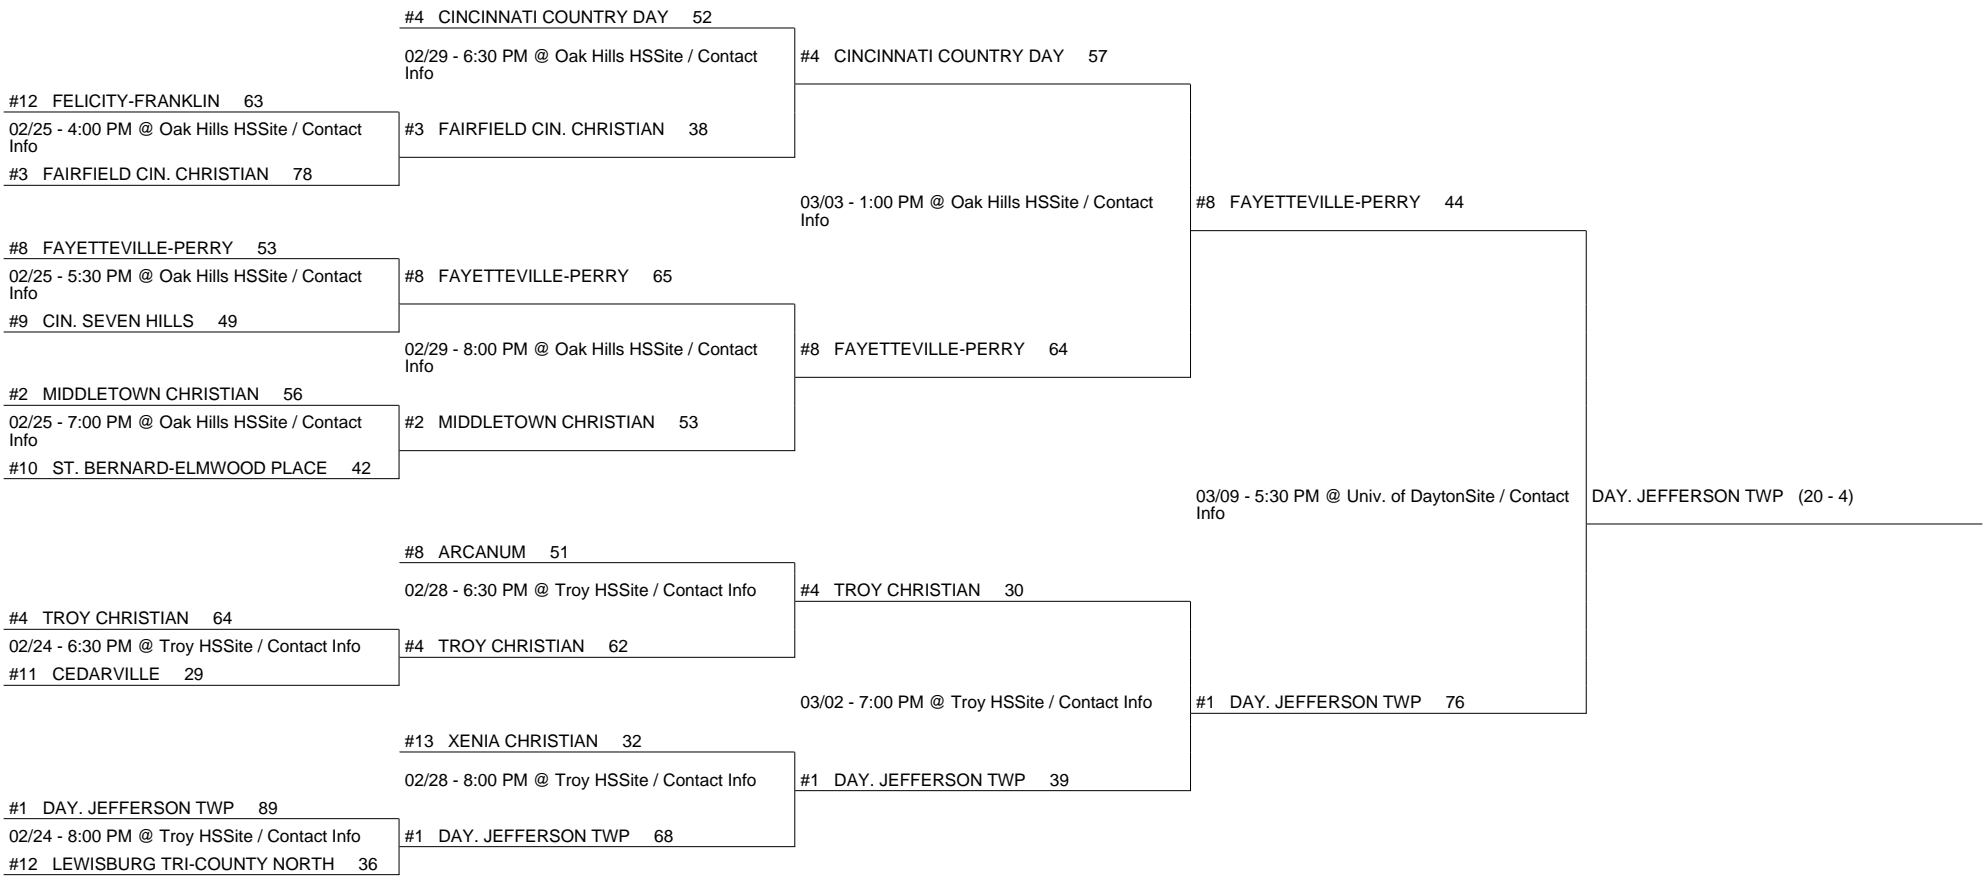 #4 CINCINNATI COUNTRY DAY 52
02/29 - 6:30 PM @ Oak Hills HSSite / Contact
Info
#4 CINCINNATI COUNTRY DAY 57
#12 FELICITY-FRANKLIN 63
02/25 - 4:00 PM @ Oak Hills HSSite / Contact
Info
#3 FAIRFIELD CIN. CHRISTIAN 38
#3 FAIRFIELD CIN. CHRISTIAN 78
03/03 - 1:00 PM @ Oak Hills HSSite / Contact
Info
#8 FAYETTEVILLE-PERRY 44
#8 FAYETTEVILLE-PERRY 53
02/25 - 5:30 PM @ Oak Hills HSSite / Contact
Info
#8 FAYETTEVILLE-PERRY 65
#9 CIN. SEVEN HILLS 49
02/29 - 8:00 PM @ Oak Hills HSSite / Contact
Info
#8 FAYETTEVILLE-PERRY 64
#2 MIDDLETOWN CHRISTIAN 56
02/25 - 7:00 PM @ Oak Hills HSSite / Contact
Info
#2 MIDDLETOWN CHRISTIAN 53
#10 ST. BERNARD-ELMWOOD PLACE 42
03/09 - 5:30 PM @ Univ. of DaytonSite / Contact
Info
DAY. JEFFERSON TWP (20 - 4)
#8 ARCANUM 51
02/28 - 6:30 PM @ Troy HSSite / Contact Info
#4 TROY CHRISTIAN 30
#4 TROY CHRISTIAN 64
02/24 - 6:30 PM @ Troy HSSite / Contact Info
#4 TROY CHRISTIAN 62
#11 CEDARVILLE 29
03/02 - 7:00 PM @ Troy HSSite / Contact Info
#1 DAY. JEFFERSON TWP 76
#13 XENIA CHRISTIAN 32
02/28 - 8:00 PM @ Troy HSSite / Contact Info
#1 DAY. JEFFERSON TWP 39
#1 DAY. JEFFERSON TWP 89
02/24 - 8:00 PM @ Troy HSSite / Contact Info
#1 DAY. JEFFERSON TWP 68
#12 LEWISBURG TRI-COUNTY NORTH 36